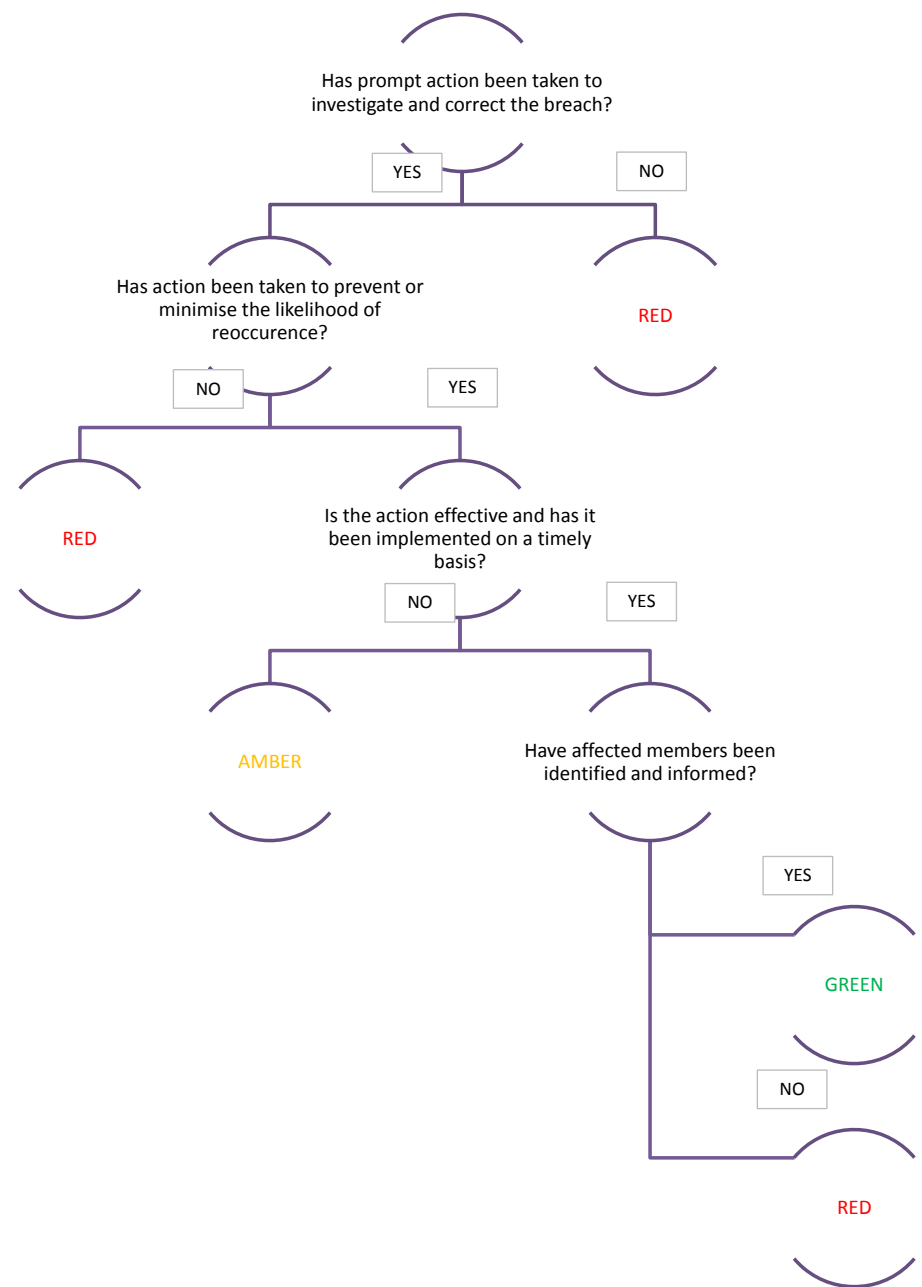 Has prompt action been taken to
investigate and correct the breach?
YES
NO
Has action been taken to prevent or
minimise the likelihood of
reoccurence?
RED
NO
YES
RED
Is the action effective and has it
been implemented on a timely
basis?
NO
YES
AMBER
Have affected members been
identified and informed?
YES
GREEN
NO
RED